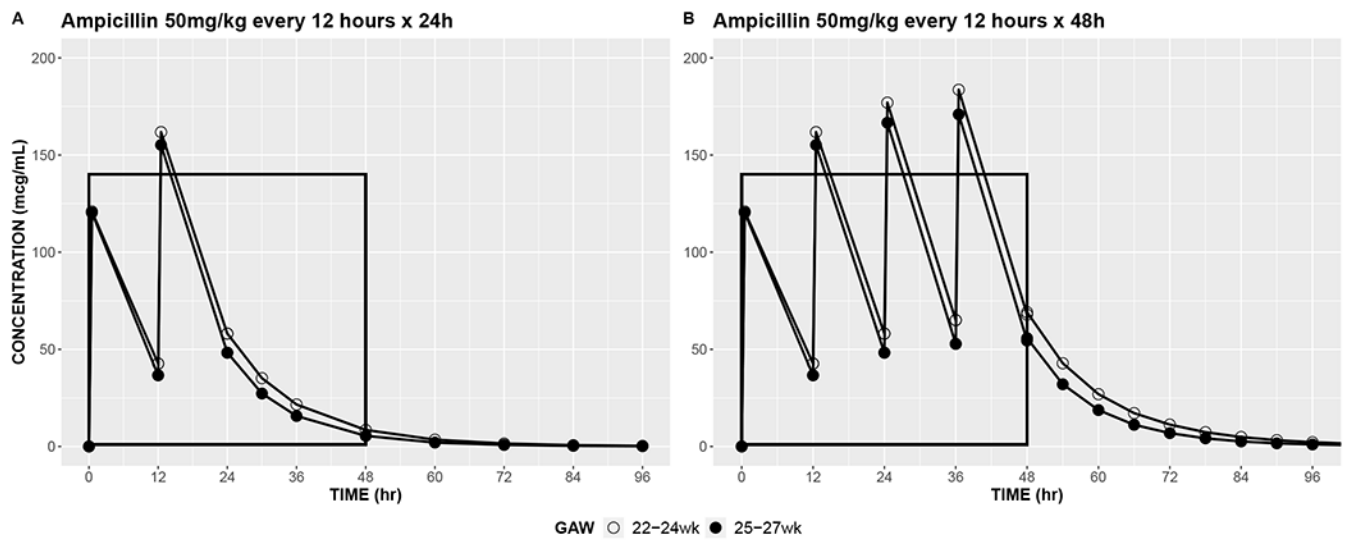 A Ampicillin 50mg/kg every 12 hours x 24h
CONCENTRATION (mcg/mL)
200
150
100
50
0
0 12 24 36 48 60 72 84 96
TIME (hr)
B Ampicillin 50mg/kg every 12 hours x 48h
200
150
100
50
0
0 12 24 36 48 60 72 84 96
TIME (hr)
GAW 22−24wk 25−27wk